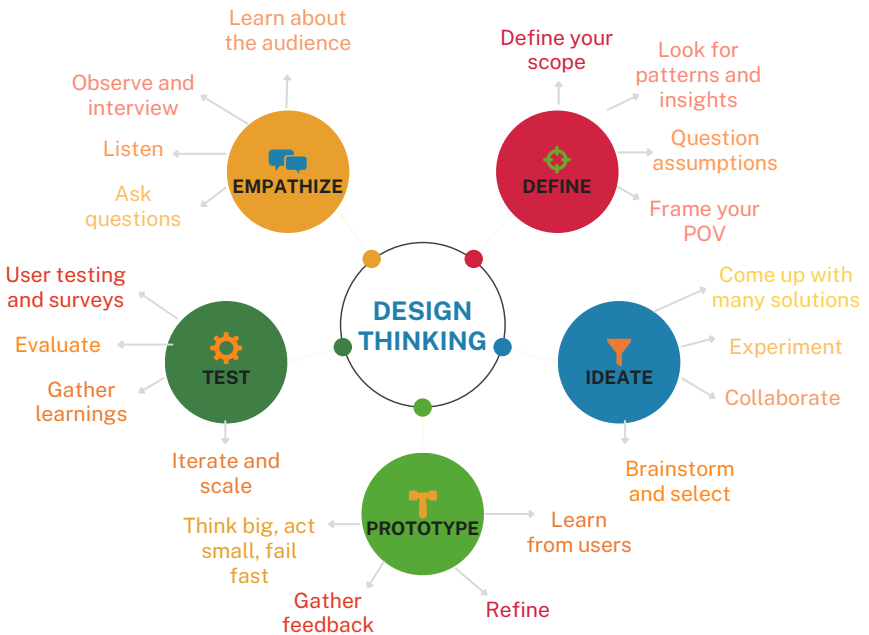 Learn about
the audience
Observe and
interview
Listen
Ask
questions
EMPATHIZE
Define your
scope
Look for
patterns and
insights
Question
assumptions
Frame your
POV
DEFINE
DESIGN
THINKING
User testing
and surveys
Evaluate
Gather
learnings
Iterate and
scale
TEST
Come up with
many solutions
Experiment
Collaborate
Brainstorm
and select
IDEATE
PROTOTYPE
Think big, act
small, fail
fast
Gather
feedback
Refine
Learn
from users